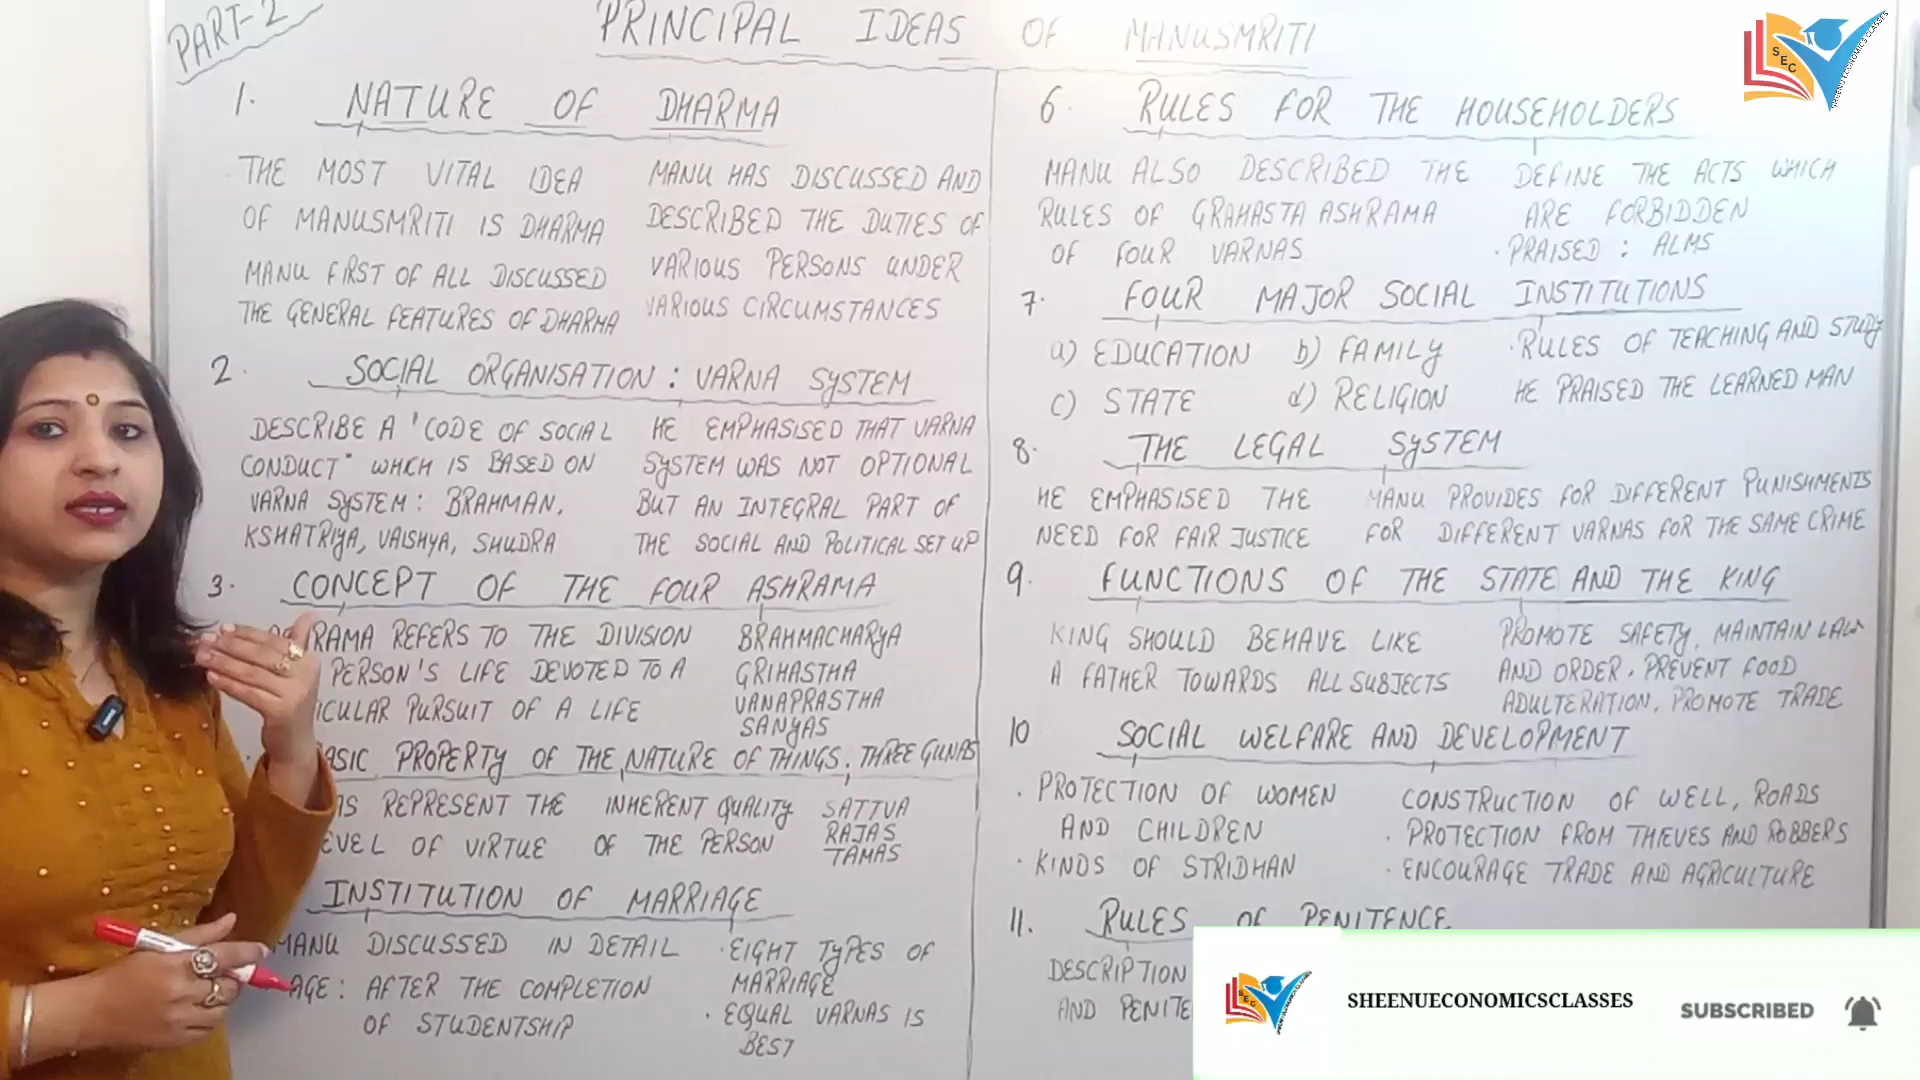 PART-2
PRINCIPAL IDEAS OF MANUSMRITI
1. NATURE OF DHARMA
THE MOST VITAL IDEA
OF MANUSMRITI IS DHARMA
MANU FIRST OF ALL DISCUSSED
THE GENERAL FEATURES OF DHARMA
MANU HAS DISCUSSED AND
DESCRIBED THE DUTIES OF
VARIOUS PERSONS UNDER
VARIOUS CIRCUMSTANCES
2. SOCIAL ORGANISATION: VARNA SYSTEM
DESCRIBE A 'CODE OF SOCIAL
CONDUCT" WHCH IS BASED ON
VARNA SYSTEM: BRAHMAN,
KSHATRIYA, VAISHYA, SHUDRA
HE EMPHASISED THAT VARNA
SYSTEM WAS NOT OPTIONAL
BUT AN INTEGRAL PART OF
THE SOCIAL AND POLITICAL SET UP
3. CONCEPT OF THE FOUR ASHRAMA
RAMA REFERS TO THE DIVISION
PERSON'S LIFE DEVOTED TO A
ICULAR PURSUIT OF A LIFE
BRAHMACHARYA
GRIHASTHA
VANAPRASTHA
SANYAS
ASIC PROPERTY OF THE NATURE OF THINGS. THREE GUNAS
AS REPRESENT THE INHERENT QUALITY
EVEL OF VIRTUE OF THE PERSON
SATTVA
RAJAS
TAMAS
INSTITUTION OF MARRIAGE
MANU DISCUSSED IN DETAIL
AGE: AFTER THE COMPLETION
OF STUDENTSHIP
· EIGHT TYPES OF
MARRIAGE
· EQUAL VARNAS IS
BEST
6. RULES FOR THE HOUSEHOLDERS
MANU ALSO DESCRIBED THE
RULES OF GRAHASTA ASHRAMA
OF FOUR VARNAS
DEFINE THE ACTS WHICH
ARE FORBIDDEN
· PRAISED: ALMS
7. FOUR MAJOR SOCIAL INSTITUTIONS
a) EDUCATION b) FAMILY
c) STATE d) RELIGION
· RULES OF TEACHING AND STUDY
HE PRAISED THE LEARNED MAN
8. THE LEGAL SYSTEM
HE EMPHASISED THE
NEED FOR FAIR JUSTICE
MANU PROVIDES FOR DIFFERENT PUNISHMENTS
FOR DIFFERENT VARNAS FOR THE SAME CRIME
9. FUNCTIONS OF THE STATE AND THE KING
KING SHOULD BEHAVE LIKE
A FATHER TOWARDS ALL SUBJECTS
PROMOTE SAFETY, MAINTAIN LAW
AND ORDER, PREVENT FOOD
ADULTERATION, PROMOTE TRADE
10 SOCIAL WELFARE AND DEVELOPMENT
· PROTECTION OF WOMEN
AND CHILDREN
· KINDS OF STRIDHAN
CONSTRUCTION OF WELL, ROADS
· PROTECTION FROM THIEVES AND ROBBERS
· ENCOURAGE TRADE AND AGRICULTURE
11. RULES OF PENITENCE
DESCRIPTION
AND PENITE
SEC
SHEENUECONOMICS CLASSES
SHEENUECONOMICSCLASSES
SUBSCRIBED